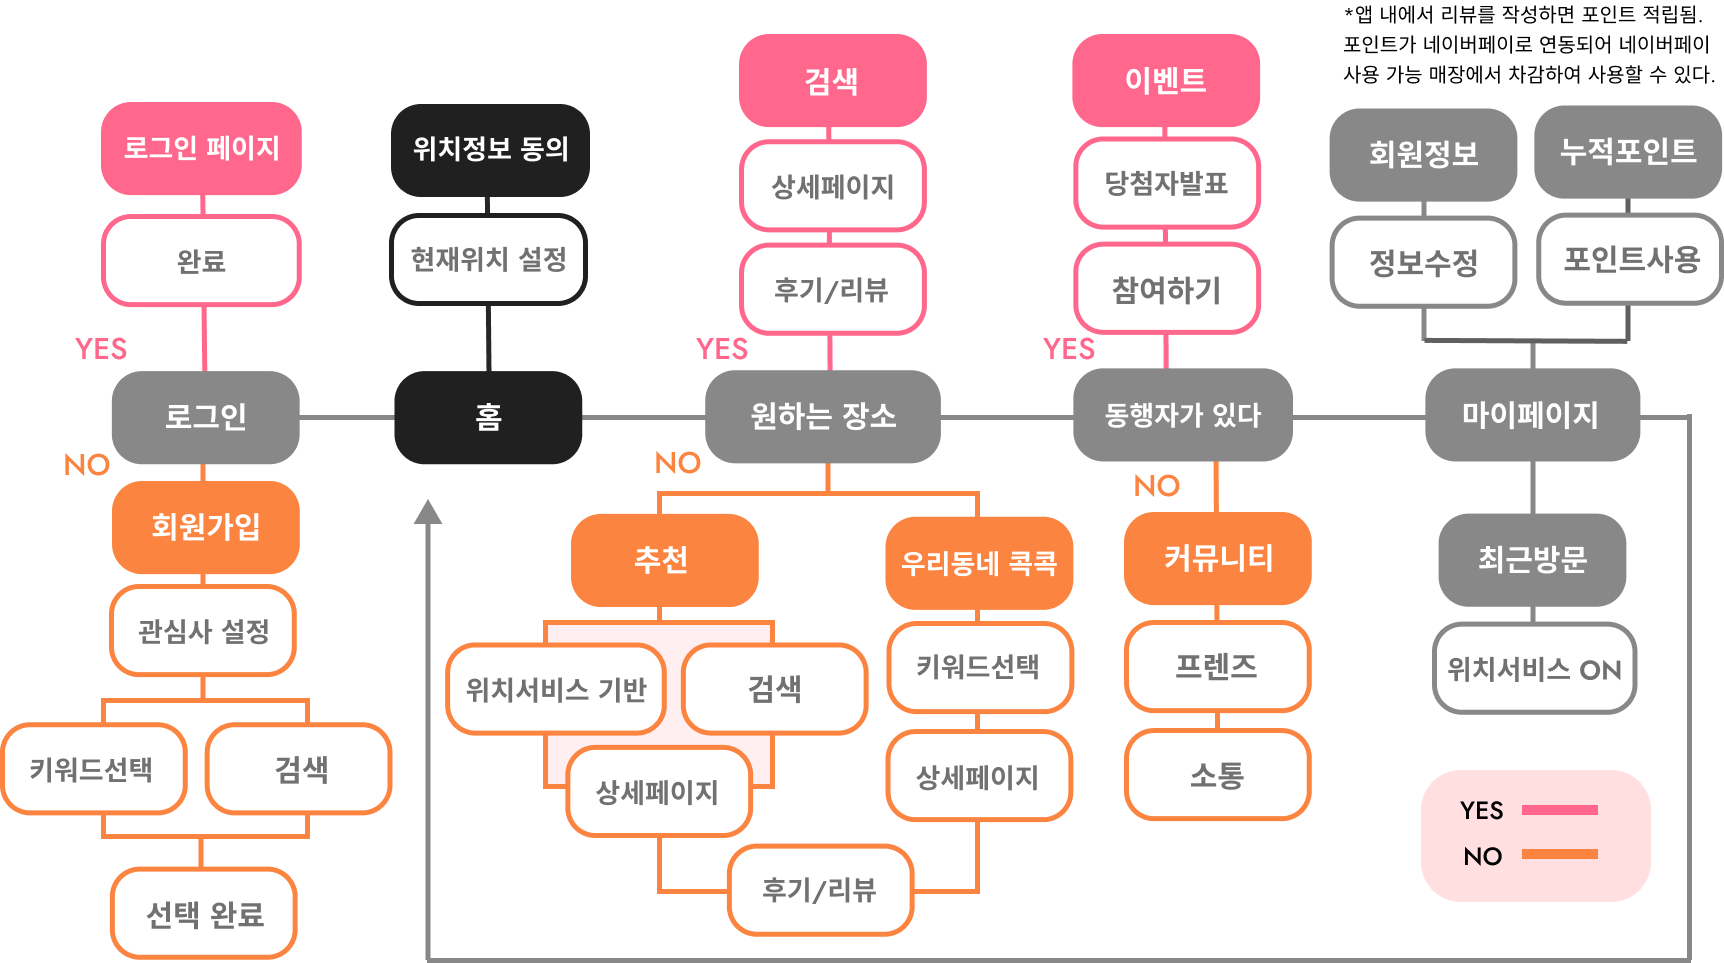 *앱 내에서 리뷰를 작성하면 포인트 적립됨.
포인트가 네이버페이로 연동되어 네이버페이
사용 가능 매장에서 차감하여 사용할 수 있다.
로그인 페이지
완료
YES
로그인
NO
회원가입
관심사 설정
키워드선택
검색
선택 완료
위치정보 동의
현재위치 설정
홈
검색
상세페이지
후기/리뷰
YES
원하는 장소
NO
추천
위치서비스 기반
검색
상세페이지
우리동네 콕콕
키워드선택
상세페이지
후기/리뷰
이벤트
당첨자발표
참여하기
YES
동행자가 있다
NO
커뮤니티
프렌즈
소통
회원정보
정보수정
누적포인트
포인트사용
마이페이지
최근방문
위치서비스 ON
YES
NO